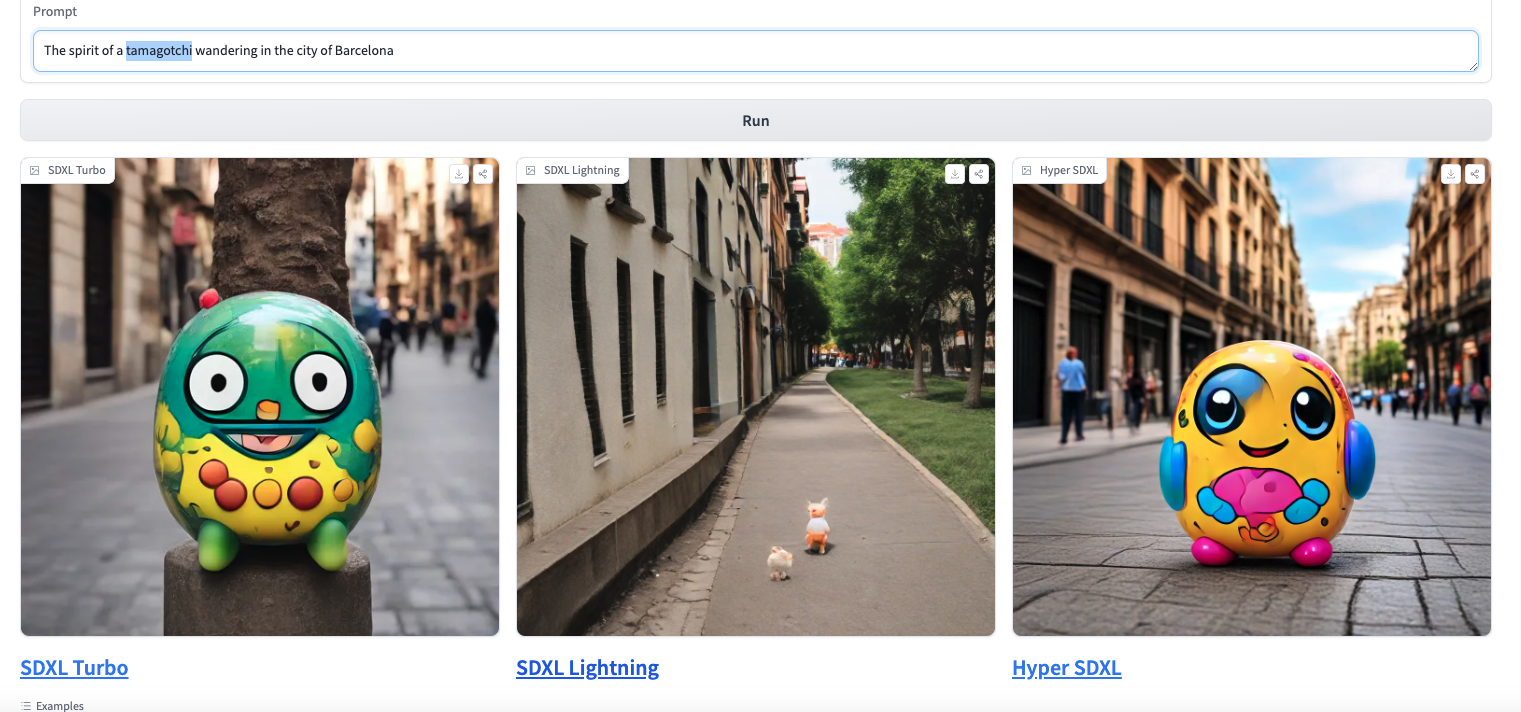 Prompt
The spirit of a tamagotchi wandering in the city of Barcelona
Run
SDXL Turbo
SDXL Lightning
Hyper SDXL
SDXL Turbo
SDXL Lightning
Hyper SDXL
Examples